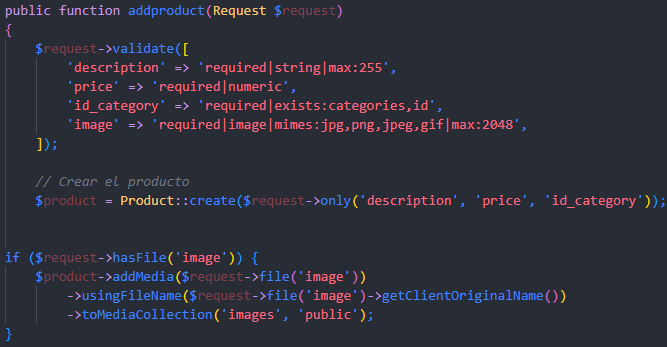 public function addproduct(Request $request)
{
    $request->validate([
        'description' => 'required|string|max:255',
        'price' => 'required|numeric',
        'id_category' => 'required|exists:categories,id',
        'image' => 'required|image|mimes:jpg,png,jpeg,gif|max:2048',
    ]);

    // Crear el producto
    $product = Product::create($request->only('description', 'price', 'id_category'));


if ($request->hasFile('image')) {
    $product->addMedia($request->file('image'))
        ->usingFileName($request->file('image')->getClientOriginalName())
        ->toMediaCollection('images', 'public');
}